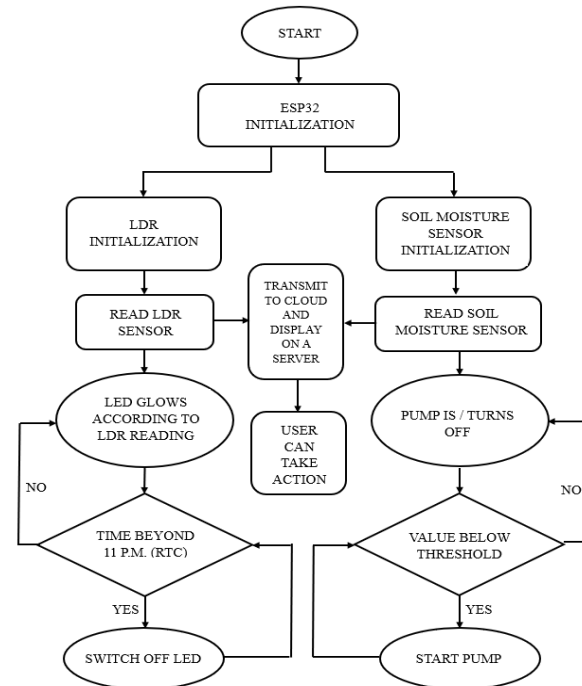 START
ESP32
INITIALIZATION
LDR
INITIALIZATION
SOIL MOISTURE
SENSOR
INITIALIZATION
READ LDR
SENSOR
TRANSMIT
TO CLOUD
AND
DISPLAY
ON A
SERVER
READ SOIL
MOISTURE SENSOR
LED GLOWS
ACCORDING TO
LDR READING
USER
CAN
TAKE
ACTION
PUMP IS / TURNS
OFF
NO
NO
TIME BEYOND
11 P.M. (RTC)
VALUE BELOW
THRESHOLD
YES
YES
SWITCH OFF LED
START PUMP